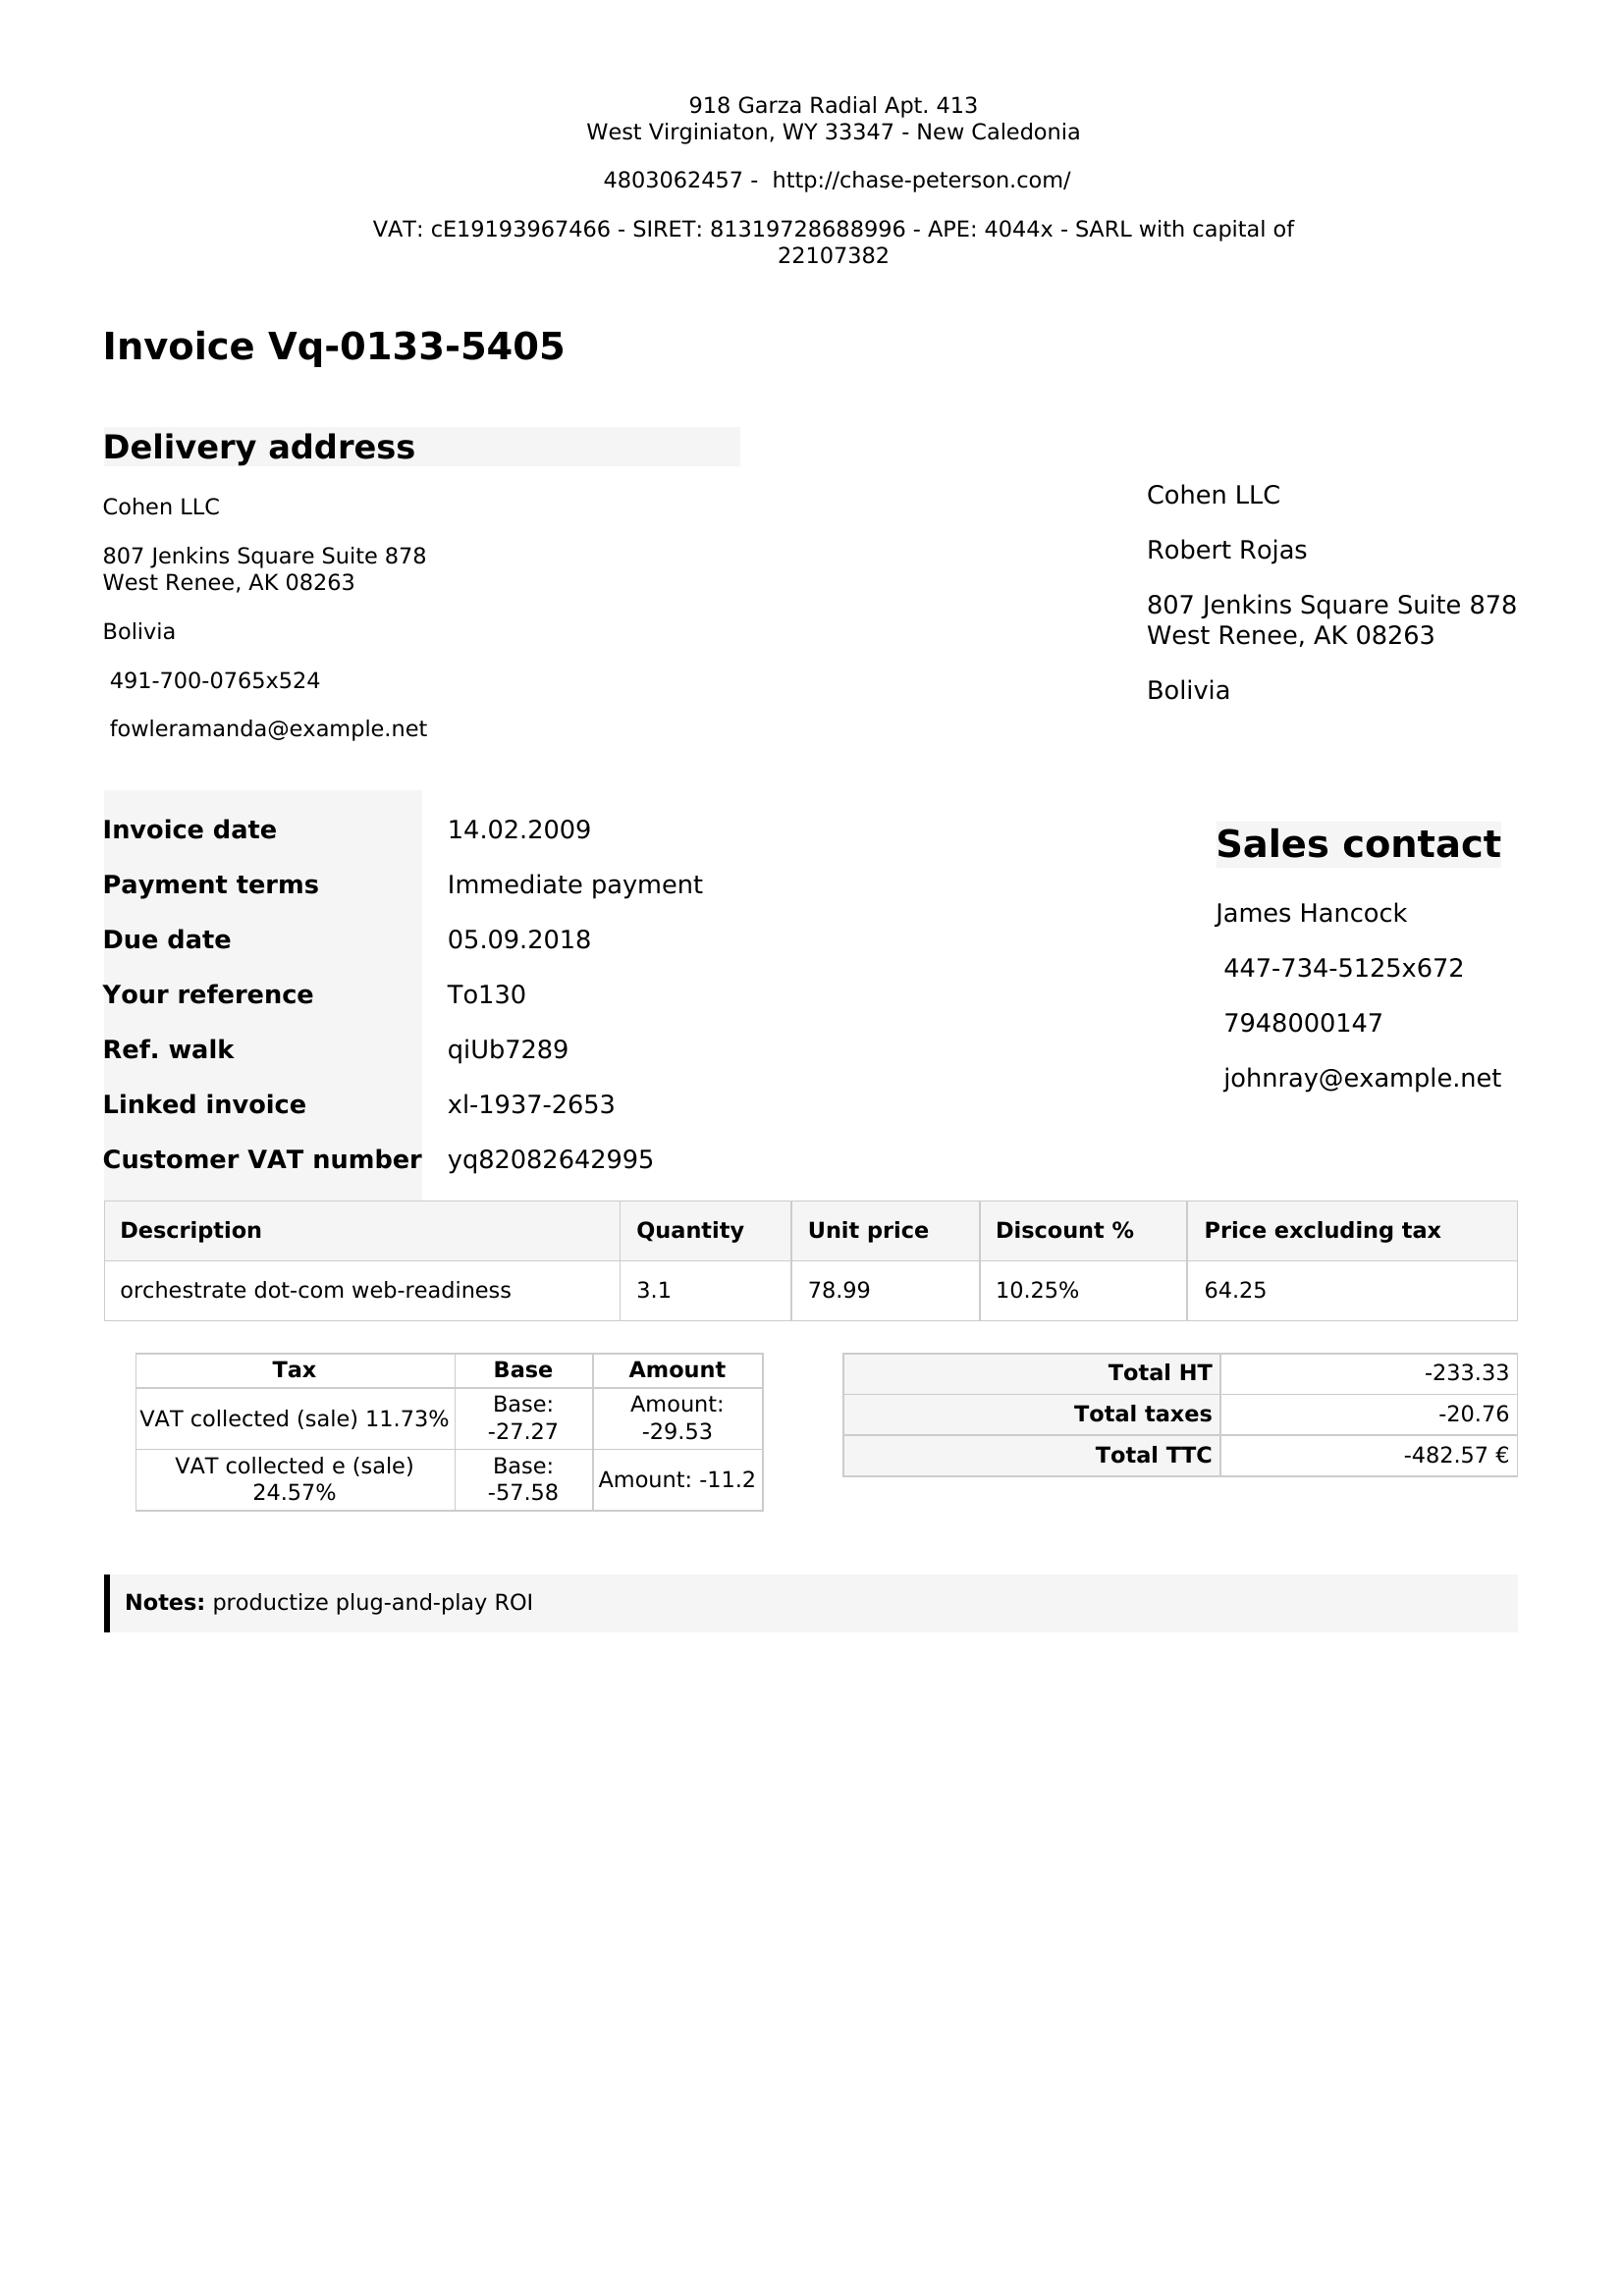 918 Garza Radial Apt. 413
West Virginiaton, WY 33347 - New Caledonia
4803062457 -  http://chase-peterson.com/
VAT: cE19193967466 - SIRET: 81319728688996 - APE: 4044x - SARL with capital of
22107382
Invoice Vq-0133-5405
Delivery address
Cohen LLC
807 Jenkins Square Suite 878
West Renee, AK 08263
Bolivia
491-700-0765x524
fowleramanda@example.net
Cohen LLC
Robert Rojas
807 Jenkins Square Suite 878
West Renee, AK 08263
Bolivia
Invoice date 14.02.2009
Payment terms Immediate payment
Due date 05.09.2018
Your reference To130
Ref. walk qiUb7289
Linked invoice xl-1937-2653
Customer VAT number yq82082642995
Sales contact
James Hancock
447-734-5125x672
7948000147
johnray@example.net
Description Quantity Unit price Discount % Price excluding tax
orchestrate dot-com web-readiness 3.1 78.99 10.25% 64.25
Tax Base Amount
VAT collected (sale) 11.73% Base: -27.27 Amount: -29.53
VAT collected e (sale) 24.57% Base: -57.58 Amount: -11.2
Total HT -233.33
Total taxes -20.76
Total TTC -482.57 €
Notes: productize plug-and-play ROI